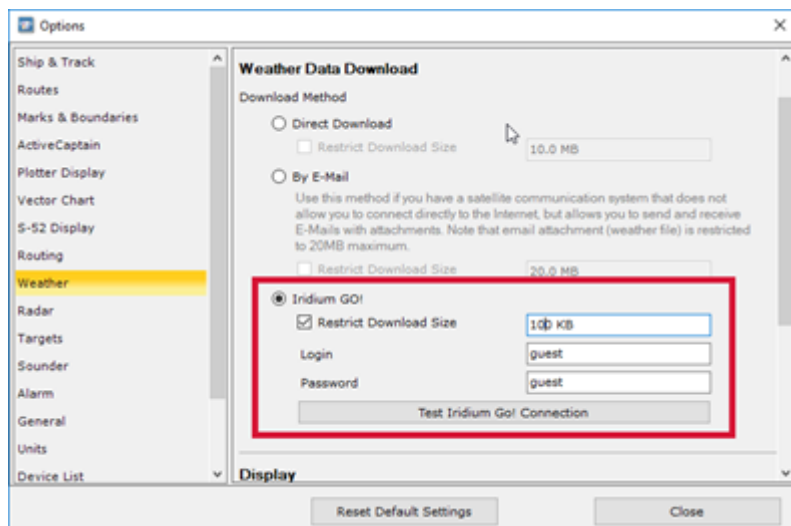 Options
Ship & Track
Routes
Marks & Boundaries
ActiveCaptain
Plotter Display
Vector Chart
S-52 Display
Routing
Weather
Radar
Targets
Sounder
Alarm
General
Units
Device List
Weather Data Download
Download Method
Direct Download
Restrict Download Size 10.0 MB
By E-Mail
Use this method if you have a satellite communication system that does not
allow you to connect directly to the Internet, but allows you to send and receive
E-Mails with attachments. Note that email attachment (weather file) is restricted
to 20MB maximum.
Restrict Download Size 20.0 MB
Iridium GO!
Restrict Download Size 100 KB
Login guest
Password guest
Test Iridium Go! Connection
Display
Reset Default Settings Close